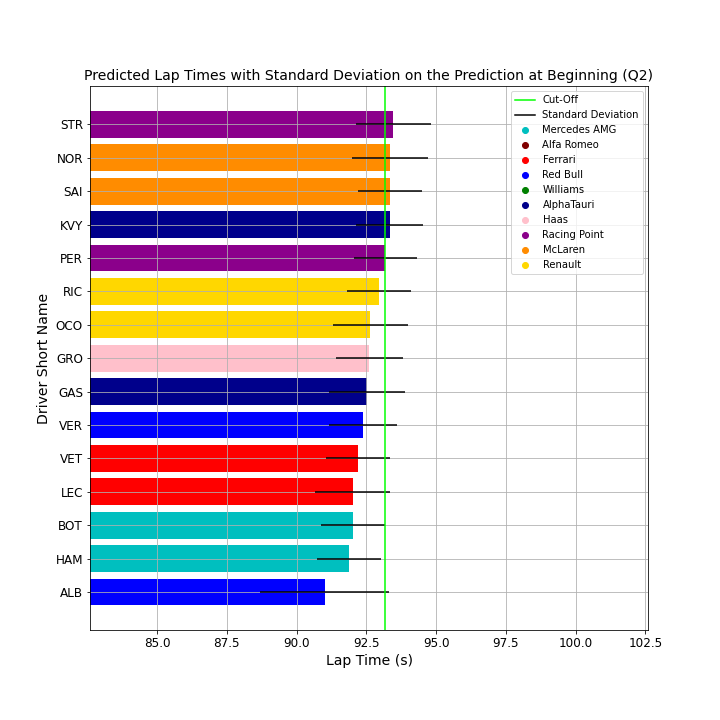 Predicted Lap Times with Standard Deviation on the Prediction at Beginning (Q2)
Cut-Off
Standard Deviation
Mercedes AMG
Alfa Romeo
Ferrari
Red Bull
Williams
AlphaTauri
Haas
Racing Point
McLaren
Renault
Driver Short Name
STR
NOR
SAI
KVY
PER
RIC
OCO
GRO
GAS
VER
VET
LEC
BOT
HAM
ALB
85.0 87.5 90.0 92.5 95.0 97.5 100.0 102.5
Lap Time (s)